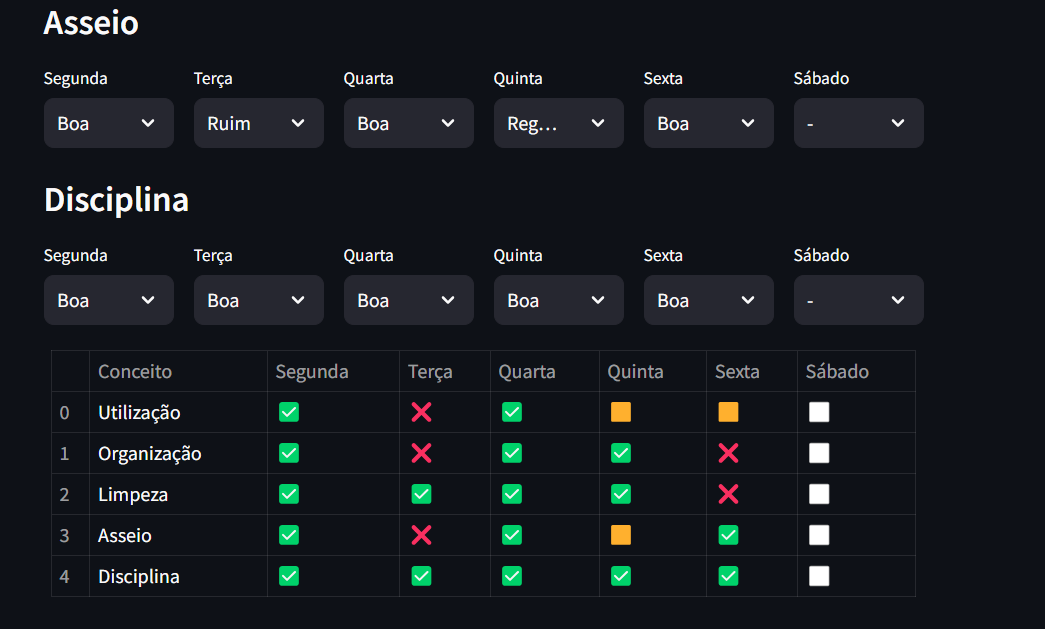 Asseio
Segunda Terça Quarta Quinta Sexta Sábado
Boa Ruim Boa Reg… Boa -
Disciplina
Segunda Terça Quarta Quinta Sexta Sábado
Boa Boa Boa Boa Boa -
Conceito Segunda Terça Quarta Quinta Sexta Sábado
0 Utilização ✅ ❌ ✅ 🟧 🟧 ⬜
1 Organização ✅ ❌ ✅ ✅ ❌ ⬜
2 Limpeza ✅ ✅ ✅ ✅ ❌ ⬜
3 Asseio ✅ ❌ ✅ 🟧 ✅ ⬜
4 Disciplina ✅ ✅ ✅ ✅ ✅ ⬜